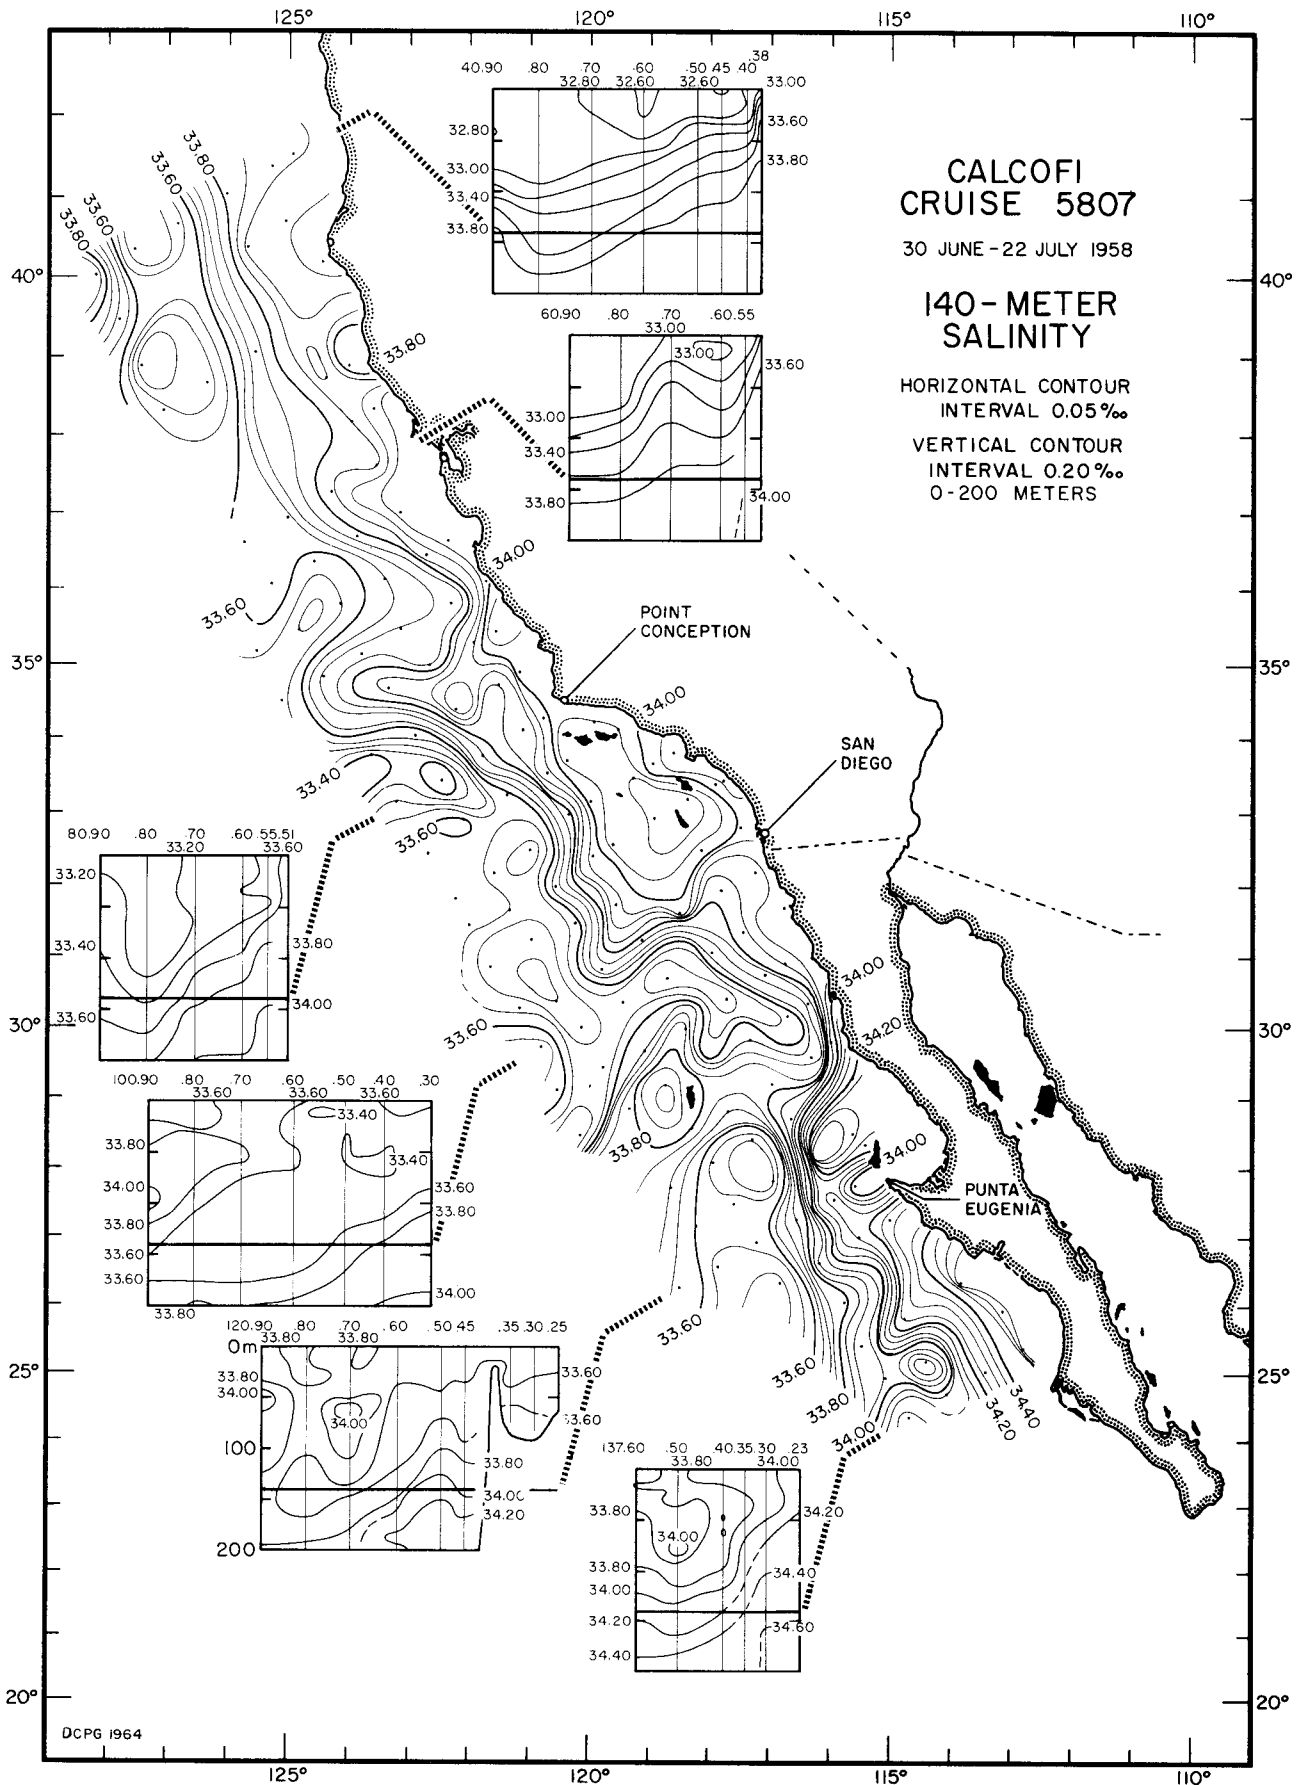 125° 120° 115° 110°
CALCOFI
CRUISE 5807
30 JUNE-22 JULY 1958
140-METER
SALINITY
HORIZONTAL CONTOUR
INTERVAL 0.05‰
VERTICAL CONTOUR
INTERVAL 0.20‰
0-200 METERS
.38
40.90 .80 .70 .60 .50 .45 .40
32.80 32.60 32.60 33.00
32.80
33.60
33.00
33.80
33.40
33.80
33.80
33.60
33.60
33.80
40° 40°
60.90 .80 .70 .60.55
33.00
33.00
33.60
33.00
33.40
33.80
34.00
33.80
34.00
33.60
POINT
CONCEPTION
35° 35°
34.00
SAN
DIEGO
33.40
33.60
80.90 .80 .70 .60 .55.51
33.20 33.60
33.20
33.40
33.80
34.00
33.60
34.00
34.20
33.60
30° 30°
100.90 .80 .70 .60 .50 .40 .30
33.60 33.60 33.60
33.40
33.80
33.40
34.00
33.60
33.80
33.80
33.60
33.60
34.00
33.80
33.80
34.00
PUNTA
EUGENIA
33.60
120.90 .80 .70 .60 .50.45 .35.30.25
33.80 33.80
0m
33.80
34.00
33.60
34.00
33.60
100
33.80
34.00
34.20
200
25° 25°
33.60
33.80
34.00
34.20
34.40
137.60 .50 .40.35.30 .23
33.80 34.00
33.80
34.20
34.00
33.80
34.40
34.00
34.20
34.60
34.40
20° 20°
DCPG 1964
125° 120° 115° 110°